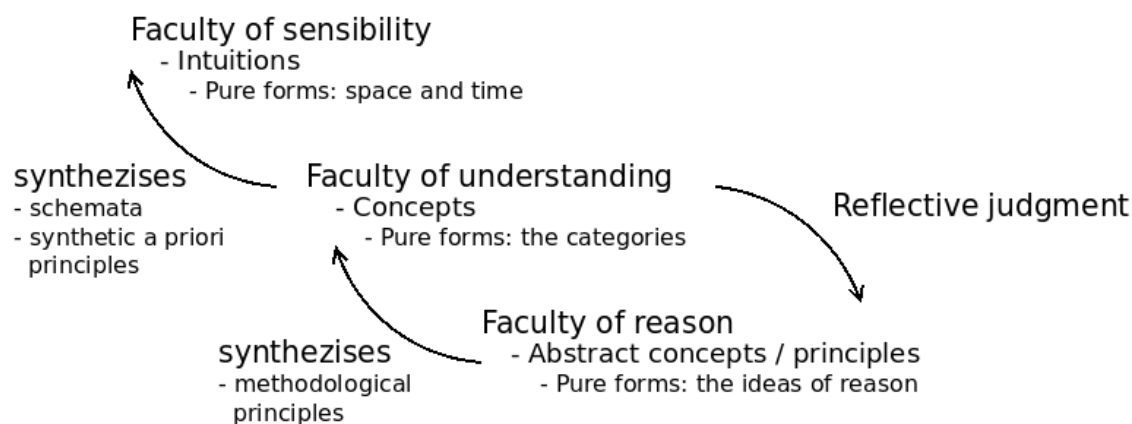 Faculty of sensibility
- Intuitions
- Pure forms: space and time
synthezises
- schemata
- synthetic a priori
principles
Faculty of understanding
- Concepts
- Pure forms: the categories
Reflective judgment
synthezises
- methodological
principles
Faculty of reason
- Abstract concepts / principles
- Pure forms: the ideas of reason